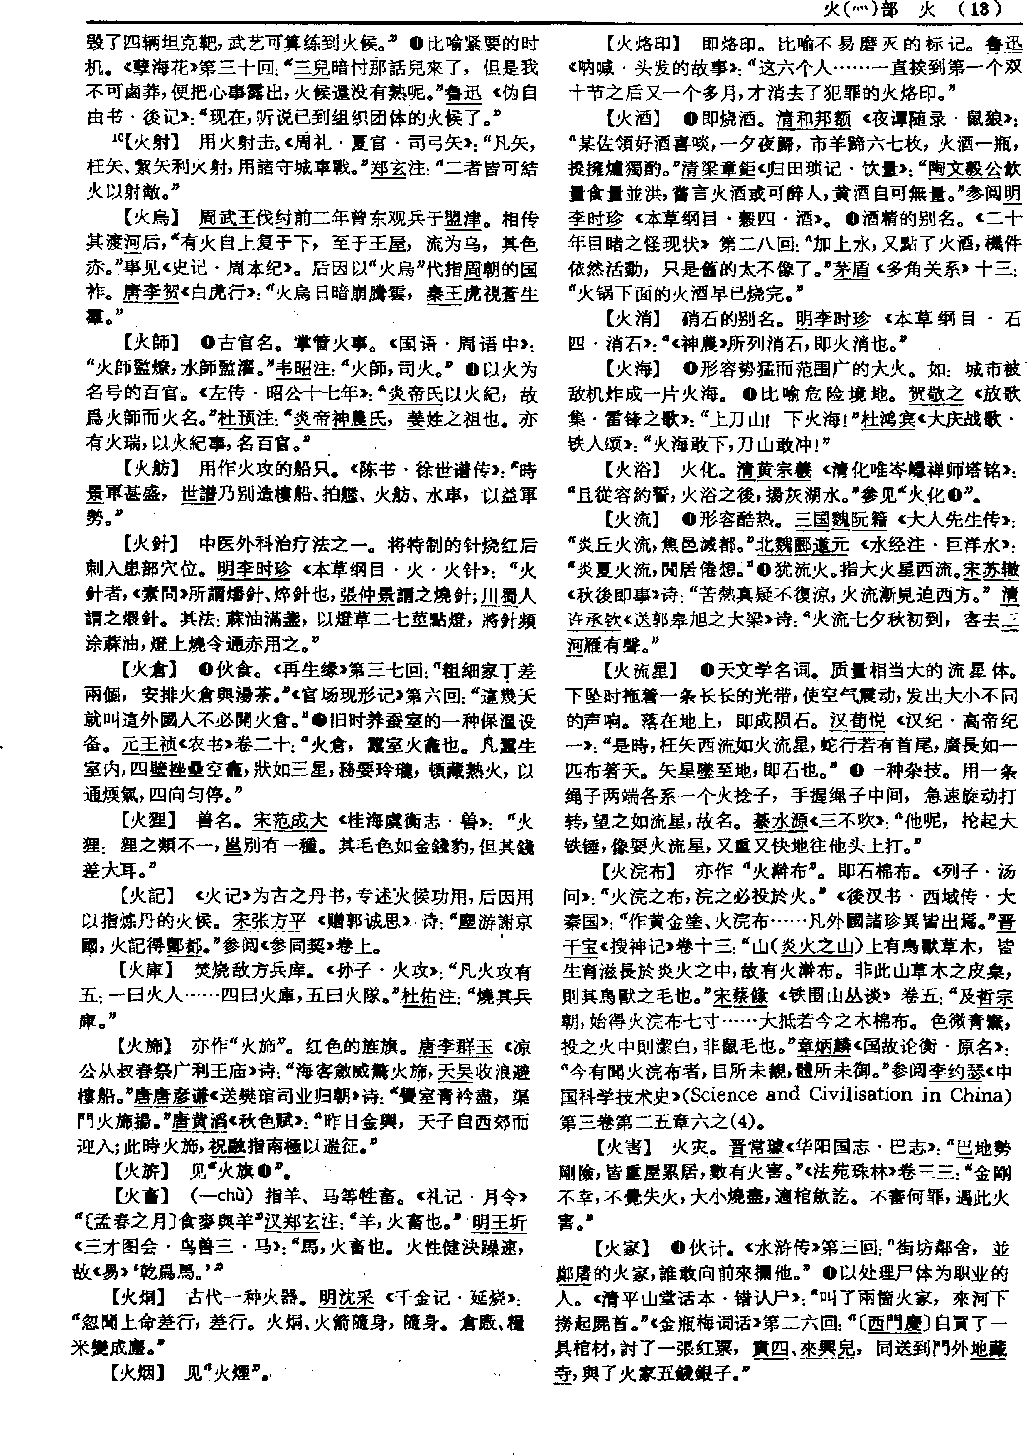 火(灬)部　火　(13)
毁了四辆坦克靶，武艺可算练到火候。”❸比喻紧要的时
机。《孽海花》第三十回：“三兒暗忖那話兒來了，但是我
不可鹵莽，便把心事露出，火候還没有熟呢。”鲁迅《伪自
由书·後记》：“现在，听说已到组织团体的火候了。”
【火射】　用火射击。《周礼·夏官·司弓矢》：“凡矢，
枉矢、絜矢利火射，用諸守城車戰。”郑玄注：“二者皆可結
火以射敵。”
【火烏】　周武王伐纣前二年曾东观兵于盟津。相传
其渡河后，“有火自上复于下，至于王屋，流为乌，其色
赤。”事见《史记·周本纪》。后因以“火烏”代指周朝的国
祚。唐李贺《白虎行》：“火烏日暗崩騰雲，秦王虎視蒼生
羣。”
【火師】　❶古官名。掌管火事。《国语·周语中》：
“火師監燎，水師監濯。”韦昭注：“火師，司火。”❷以火为
名号的百官。《左传·昭公十七年》：“炎帝氏以火紀，故
爲火師而火名。”杜预注：“炎帝神農氏，姜姓之祖也。亦
有火瑞，以火紀事，名百官。”
【火舫】　用作火攻的船只。《陈书·徐世谱传》：“時
景軍甚盛，世譜乃别造樓船、拍艦、火舫、水車，以益軍
勢。”
【火針】　中医外科治疗法之一。将特制的针烧红后
刺入患部穴位。明李时珍《本草纲目·火·火针》：“火
針者，《素問》所謂燔針、焠針也，張仲景謂之燒針；川蜀人
謂之煨針。其法：蔴油滿盞，以燈草二七莖點燈，將針頻
涂蔴油，燈上燒令通赤用之。”
【火倉】　❶伙食。《再生缘》第三七回：“粗细家丁差
兩個，安排火倉與湯茶。”《官场现形记》第六回：“這幾天
就叫這外國人不必開火倉。”❷旧时养蚕室的一种保温设
备。元王祯《农书》卷二十：“火倉，蠶室火龕也。凡蠶生
室内，四壁挫壘空龕，狀如三星，務要玲瓏，頓藏熟火，以
通煖氣，四向匀停。”
【火狸】　兽名。宋范成大《桂海虞衡志·兽》：“火
狸：狸之類不一，邕别有一種。其毛色如金錢豹，但其錢
差大耳。”
【火記】　《火记》为古之丹书，专述火候功用，后因用
以指炼丹的火候。宋张方平《赠郭诚思》诗：“塵游謝京
國，火記得酆都。”参阅《参同契》卷上。
【火庫】　焚烧敌方兵库。《孙子·火攻》：“凡火攻有
五：一曰火人……四曰火庫，五曰火隊。”杜佑注：“燒其兵
庫。”
【火旆】　亦作“火斾”。红色的旌旗。唐李群玉《凉
公从叔春祭广利王庙》诗：“海客斂威驚火旆，天吴收浪避
樓船。”唐唐彦谦《送樊琯司业归朝》诗：“黌室青衿盡，渠
門火旆揚。”唐黄滔《秋色赋》：“昨日金輿，天子自西郊而
迎入；此時火旆，祝融指南極以遄征。”
【火旂】　见“火旗❶”。
【火畜】　(—chù)　指羊、马等牲畜。《礼记·月令》
“〔孟春之月〕食麥與羊”汉郑玄注：“羊，火畜也。”明王圻
《三才图会·鸟兽三·马》：“馬，火畜也。火性健決躁速，
故《易》‘乾爲馬。’”
【火烱】　古代一种火器。明沈采《千金记·延烧》：
“忽聞上命差行，差行。火烱、火箭隨身，隨身。倉廒、糧
米變成塵。”
【火烟】　见“火煙”。
【火烙印】　即烙印。比喻不易磨灭的标记。鲁迅
《呐喊·头发的故事》：“这六个人……一直挨到第一个双
十节之后又一个多月，才消去了犯罪的火烙印。”
【火酒】　❶即烧酒。清和邦额《夜谭随录·鼠狼》：
“某佐領好酒喜啖，一夕夜歸，市羊蹄六七枚，火酒一瓶，
挽擁爐獨酌。”清梁章鉅《归田琐记·饮量》：“陶文毅公飲
量食量並洪，嘗言火酒或可醉人，黄酒自可無量。”参阅明
李时珍《本草纲目·穀四·酒》。❷酒精的别名。《二十
年目睹之怪现状》第二八回：“加上水，又點了火酒，機件
依然活動，只是舊的太不像了。”茅盾《多角关系》十三：
“火锅下面的火酒早已烧完。”
【火消】　硝石的别名。明李时珍《本草纲目·石
四·消石》：“《神農》所列消石，即火消也。”
【火海】　❶形容势猛而范围广的大火。如：城市被
敌机炸成一片火海。❷比喻危险境地。贺敬之《放歌
集·雷锋之歌》：“上刀山！下火海！”杜鸿宾《大庆战歌·
铁人颂》：“火海敢下，刀山敢冲！”
【火浴】　火化。清黄宗羲《清化唯岑嶾禅师塔铭》：
“且從容約誓，火浴之後，揚灰湖水。”参见“火化❶”。
【火流】　❶形容酷热。三国魏阮籍《大人先生传》：
“炎丘火流，焦邑滅都。”北魏郦道元《水经注·巨洋水》：
“炎夏火流，閒居倦想。”❷犹流火。指大火星西流。宋苏辙
《秋後即事》诗：“苦熱真疑不復涼，火流漸見迫西方。”清
许承钦《送郭皋旭之大梁》诗：“火流七夕秋初到，客去三
河雁有聲。”
【火流星】　❶天文学名词。质量相当大的流星体。
下坠时拖着一条长长的光带，使空气震动，发出大小不同
的声响。落在地上，即成陨石。汉荀悦《汉纪·高帝纪
一》：“是時，枉矢西流如火流星，蛇行若有首尾，廣長如一
匹布著天。矢星墜至地，即石也。”❷一种杂技。用一条
绳子两端各系一个火捻子，手握绳子中间，急速旋动打
转，望之如流星，故名。綦水源《三不吹》：“他呢，抡起大
铁锤，像耍火流星，又重又快地往他头上打。”
【火浣布】　亦作“火澣布”。即石棉布。《列子·汤
问》：“火浣之布，浣之必投於火。”《後汉书·西域传·大
秦国》：“作黄金塗、火浣布……凡外國諸珍異皆出焉。”晋
干宝《搜神记》卷十三：“山(炎火之山)上有鳥獸草木，皆
生育滋長於炎火之中，故有火澣布。非此山草木之皮枲，
則其鳥獸之毛也。”宋蔡絛《铁围山丛谈》卷五：“及哲宗
朝，始得火浣布七寸……大抵若今之木棉布。色微青黳，
投之火中則潔白，非鼠毛也。”章炳麟《国故论衡·原名》：
“今有聞火浣布者，目所未覩，體所未御。”参阅李约瑟《中
国科学技术史》(Science and Civilisation in China)
第三卷第二五章六之(4)。
【火害】　火灾。晋常璩《华阳国志·巴志》：“巴地勢
剛險，皆重屋累居，數有火害。”《法苑珠林》卷三三：“金剛
不幸，不覺失火，大小燒盡，適棺斂訖。不審何罪，遇此火
害。”
【火家】　❶伙计。《水浒传》第三回：“街坊鄰舍，並
鄭屠的火家，誰敢向前來攔他。”❷以处理尸体为职业的
人。《清平山堂话本·错认尸》：“叫了兩箇火家，來河下
撈起屍首。”《金瓶梅词话》第二六回：“〔西門慶〕自買了一
具棺材，討了一張红票，賁四、來興兒，同送到門外地藏
寺，與了火家五錢銀子。”